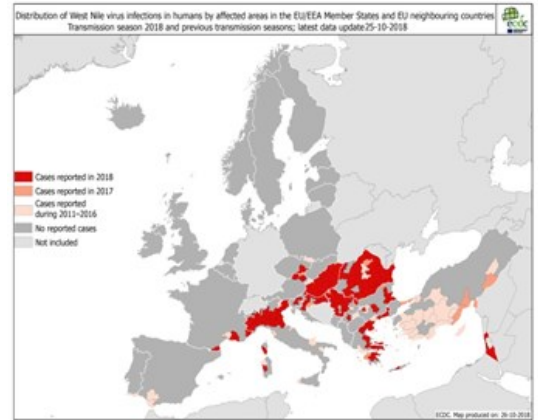 Distribution of West Nile virus infections in humans by affected areas in the EU/EEA Member States and EU neighbouring countries
Transmission season 2018 and previous transmission seasons; latest data update25-10-2018
ecdc
Cases reported in 2018
Cases reported in 2017
Cases reported
during 2011–2016
No reported cases
Not included
ECDC. Map produced on: 26-10-2018